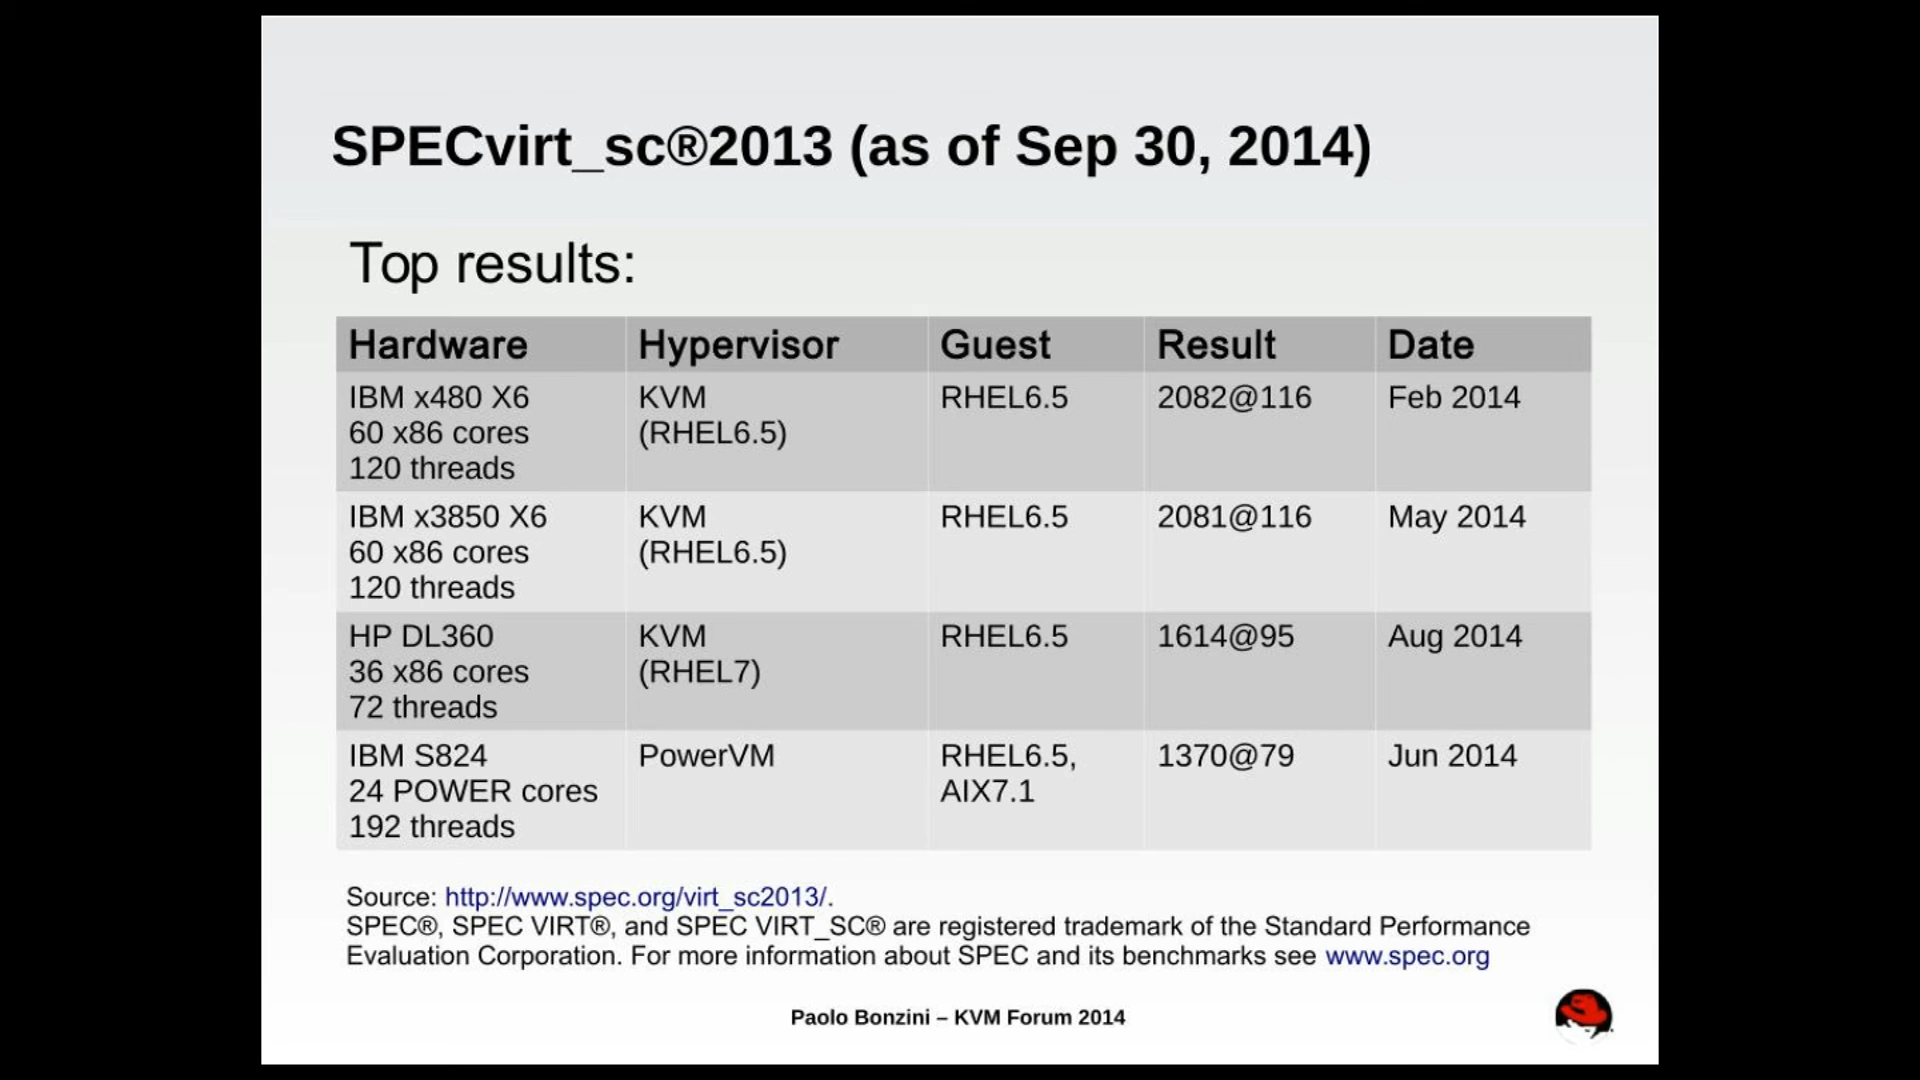 SPECvirt_sc®2013 (as of Sep 30, 2014)
Top results:
Hardware Hypervisor Guest Result Date
IBM x480 X6 KVM RHEL6.5 2082@116 Feb 2014
60 x86 cores (RHEL6.5)
120 threads
IBM x3850 X6 KVM RHEL6.5 2081@116 May 2014
60 x86 cores (RHEL6.5)
120 threads
HP DL360 KVM RHEL6.5 1614@95 Aug 2014
36 x86 cores (RHEL7)
72 threads
IBM S824 PowerVM RHEL6.5, 1370@79 Jun 2014
24 POWER cores AIX7.1
192 threads
Source: http://www.spec.org/virt_sc2013/.
SPEC®, SPEC VIRT®, and SPEC VIRT_SC® are registered trademark of the Standard Performance
Evaluation Corporation. For more information about SPEC and its benchmarks see www.spec.org
Paolo Bonzini – KVM Forum 2014